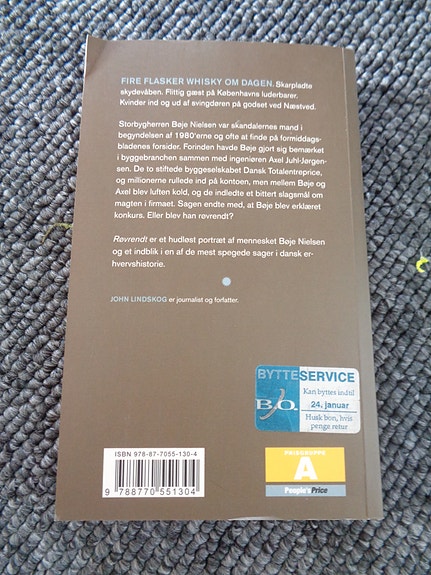 FIRE FLASKER WHISKY OM DAGEN. Skarpladte
skydevåben. Flittig gæst på Københavns luderbarer.
Kvinder ind og ud af svingdøren på godset ved Næstved.
Storbygherren Bøje Nielsen var skandalernes mand i
begyndelsen af 1980'erne og ofte at finde på formiddags-
bladenes forsider. Forinden havde Bøje gjort sig bemærket
i byggebranchen sammen med ingeniøren Axel Juhl-Jørgen-
sen. De to stiftede byggeselskabet Dansk Totalentreprice,
og millionerne rullede ind på kontoen, men mellem Bøje og
Axel blev luften kold, og de indledte et bittert slagsmål om
magten i firmaet. Sagen endte med, at Bøje blev erklæret
konkurs. Eller blev han røvrendt?
Røvrendt er et hudløst portræt af mennesket Bøje Nielsen
og et indblik i en af de mest spegede sager i dansk er-
hvervshistorie.
JOHN LINDSKOG er journalist og forfatter.
BYTTESERVICE
Kan byttes indtil
B&O.
24. januar
Husk bon, hvis
penge retur
ISBN 978-87-7055-130-4
9 788770 551304
PRISGRUPPE
A
People'sPrice